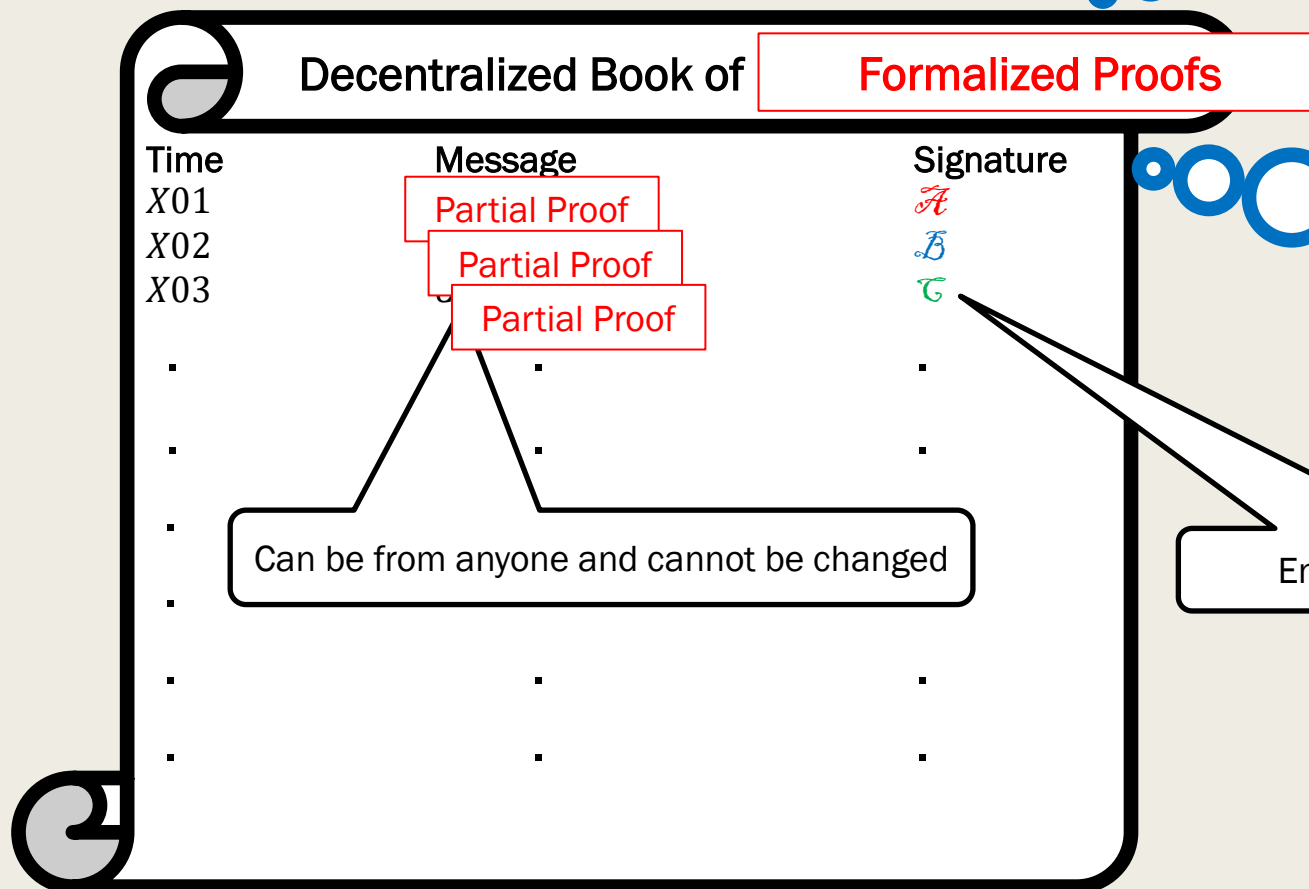 Decentralized Book of Formalized Proofs
Time Message Signature
X01 Partial Proof A
X02 Partial Proof B
X03 Partial Proof C
Can be from anyone and cannot be changed